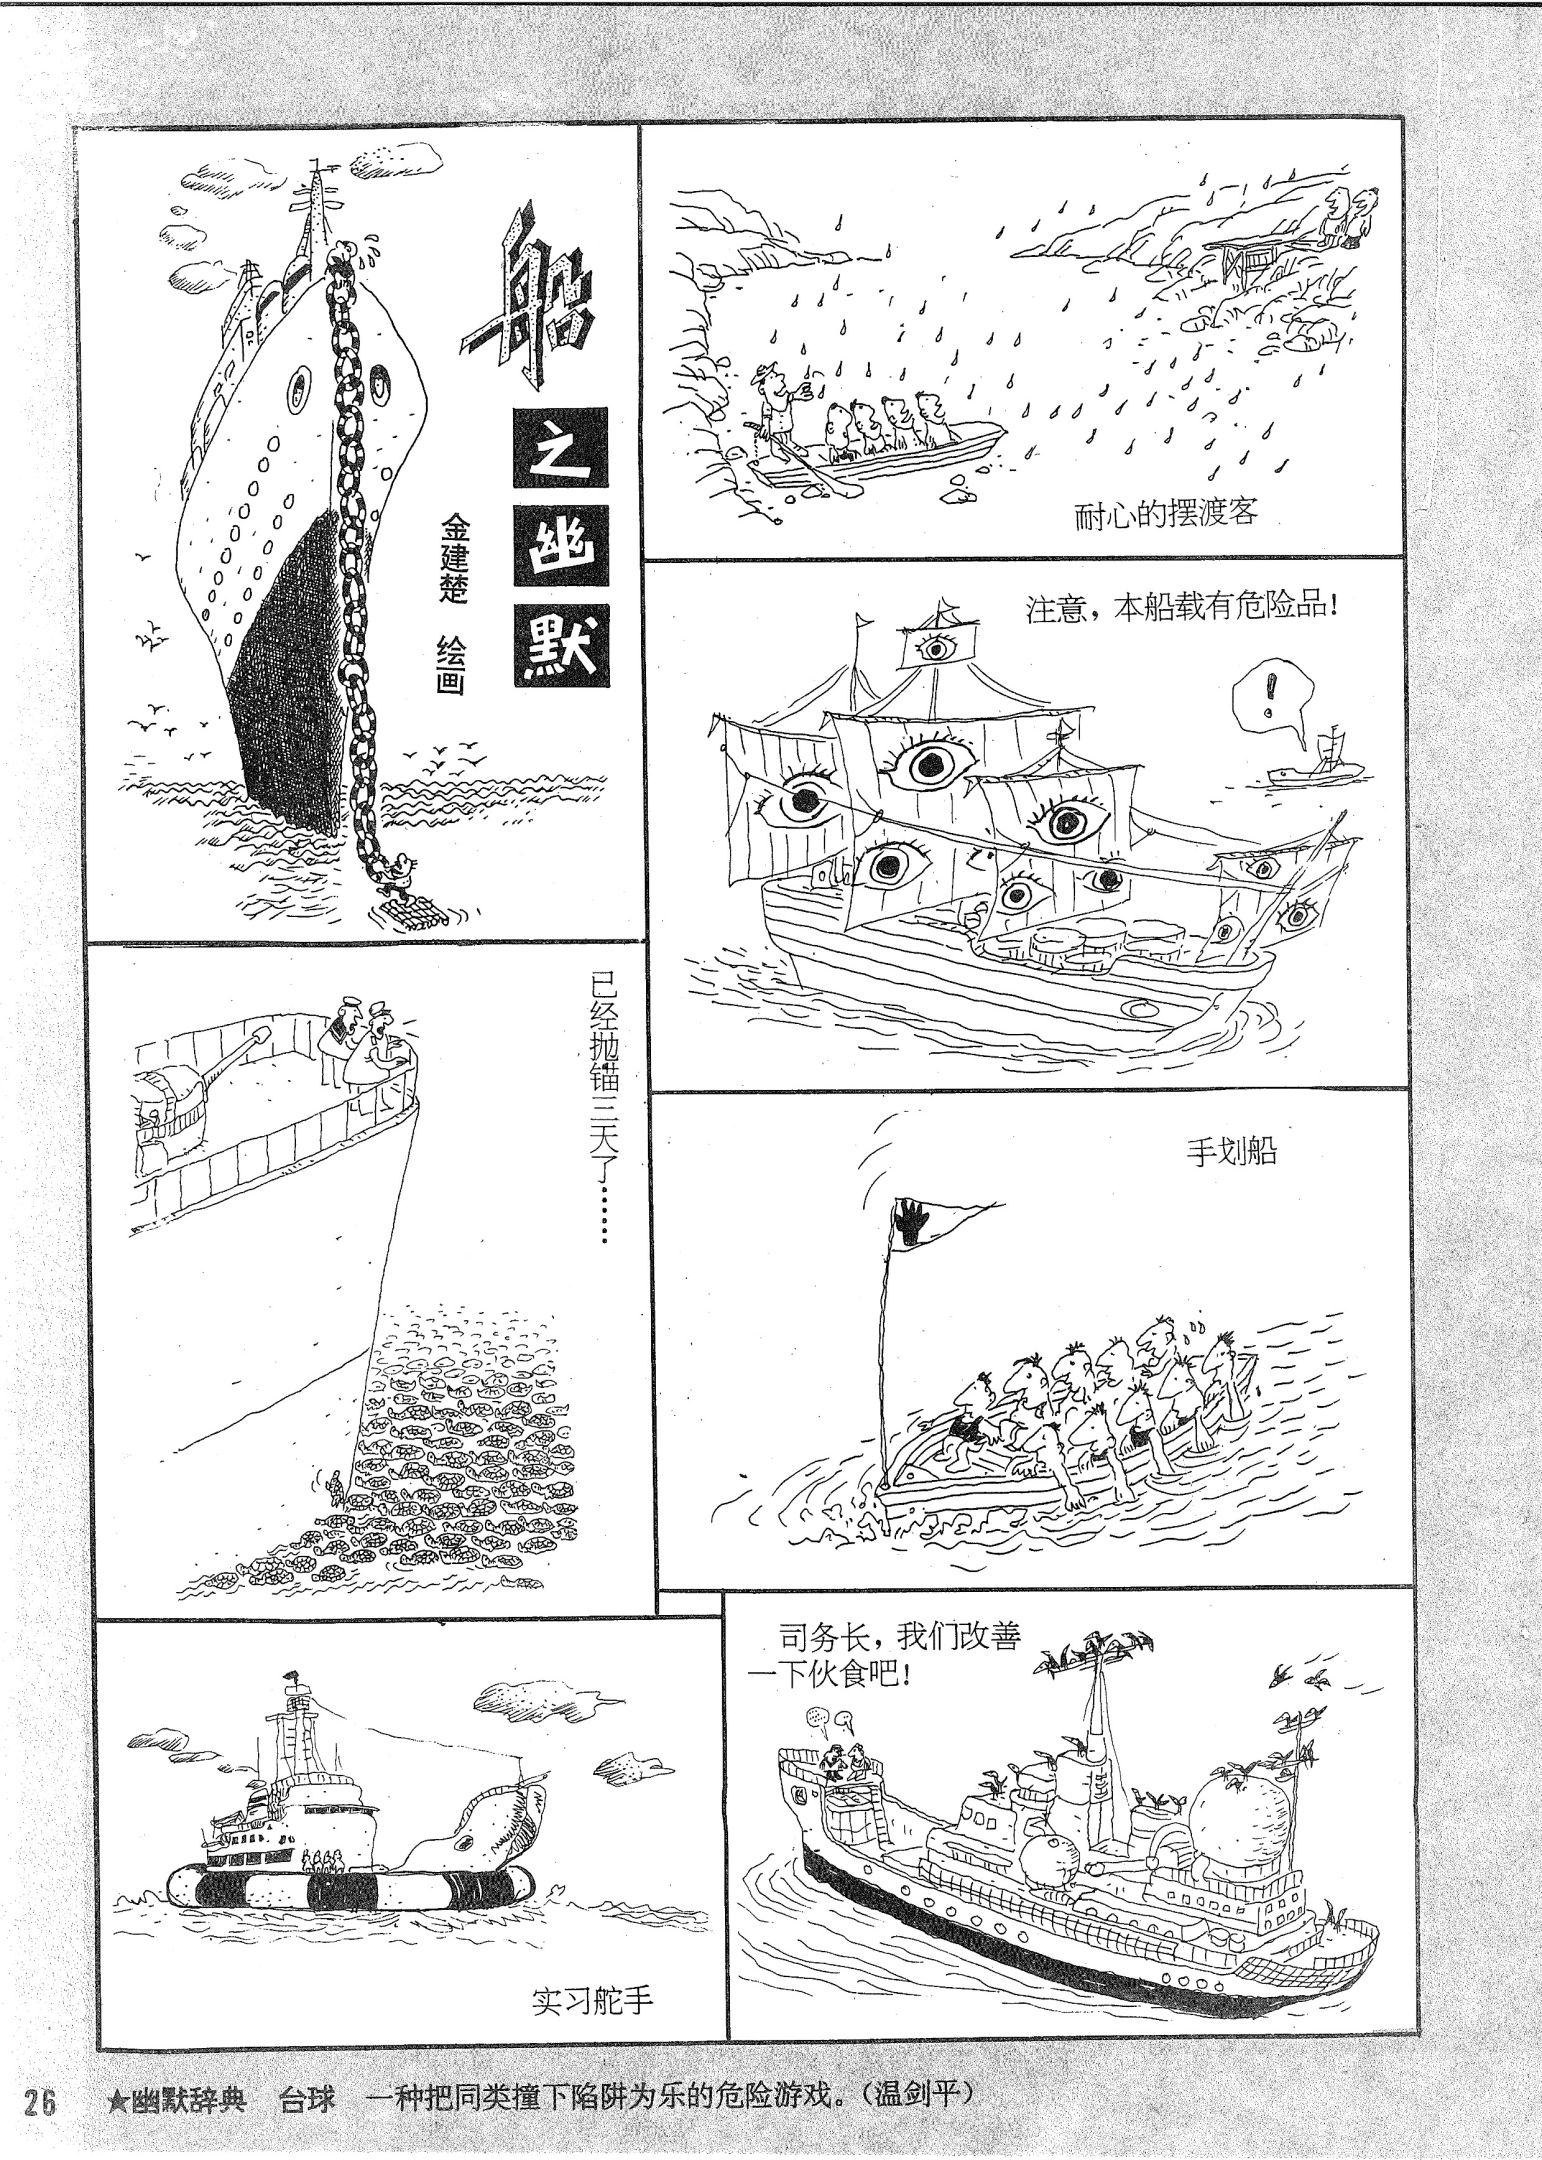 船之幽默
金建楚 绘画
耐心的摆渡客
注意，本船载有危险品！
！
已经抛锚三天了……
手划船
司务长，我们改善
一下伙食吧！
实习舵手
26 ★幽默辞典 台球 一种把同类撞下陷阱为乐的危险游戏。（温剑平）